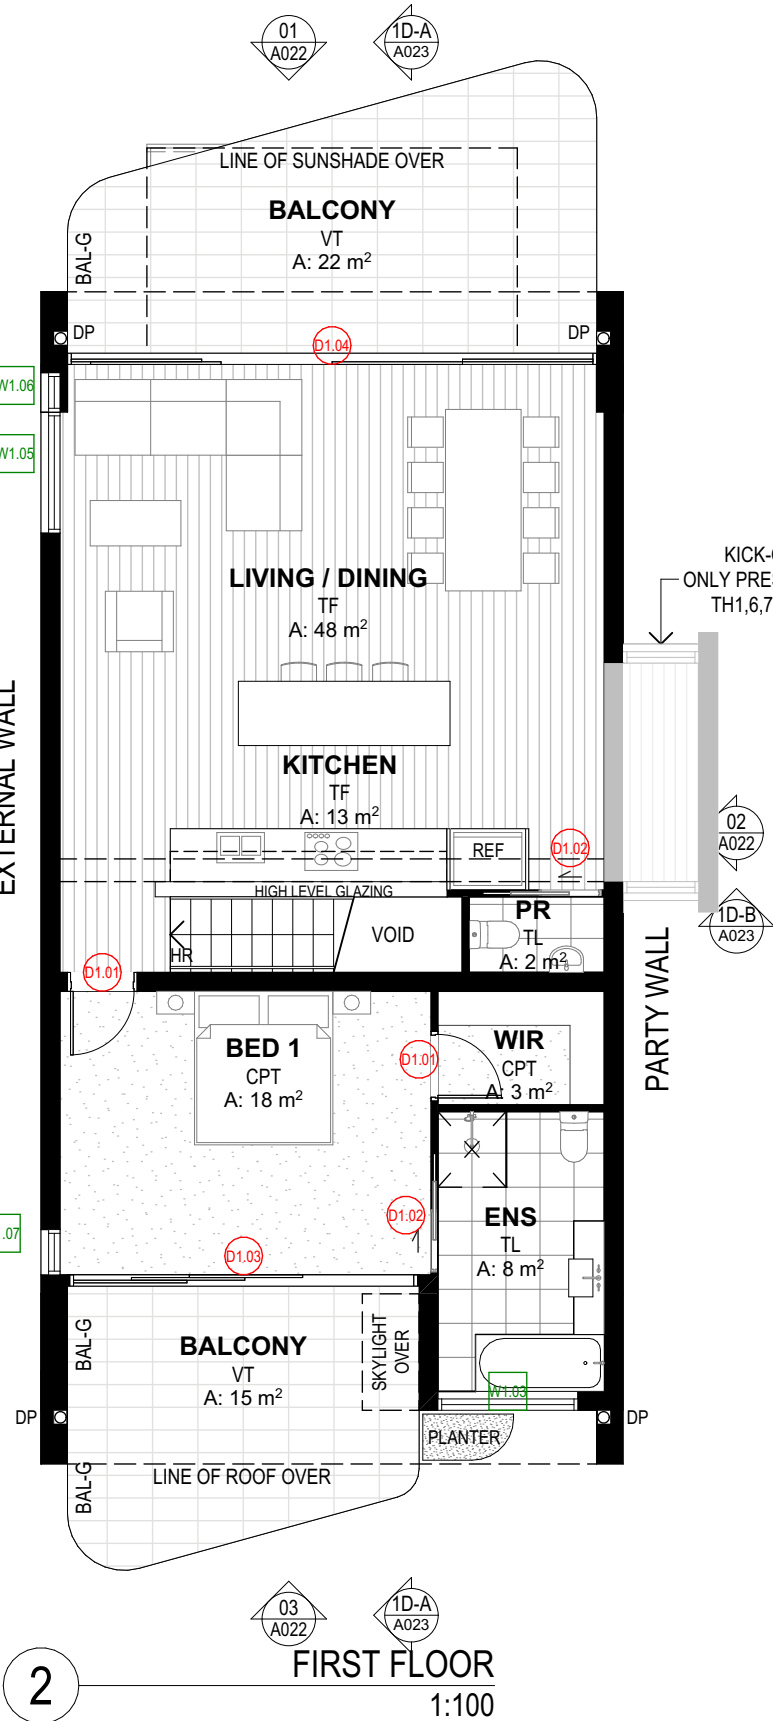 01
A022
1D-A
A023
LINE OF SUNSHADE OVER
BALCONY
VT
A: 22 m²
BAL-G
DP
DP
D1.04
W1.06
W1.05
LIVING / DINING
TF
A: 48 m²
ONLY
TH1,6,7
EXTERNAL WALL
KITCHEN
TF
A: 13 m²
REF
D1.02
02
A022
HIGH LEVEL GLAZING
HR
VOID
PR
TL
A: 2 m²
1D-B
A023
D1.01
PARTY WALL
BED 1
CPT
A: 18 m²
D1.01
WIR
CPT
A: 3 m²
D1.02
ENS
TL
A: 8 m²
.07
D1.03
BAL-G
BALCONY
VT
A: 15 m²
SKYLIGHT
OVER
W1.03
DP
DP
PLANTER
BAL-G
LINE OF ROOF OVER
03
A022
1D-A
A023
2
FIRST FLOOR
1:100